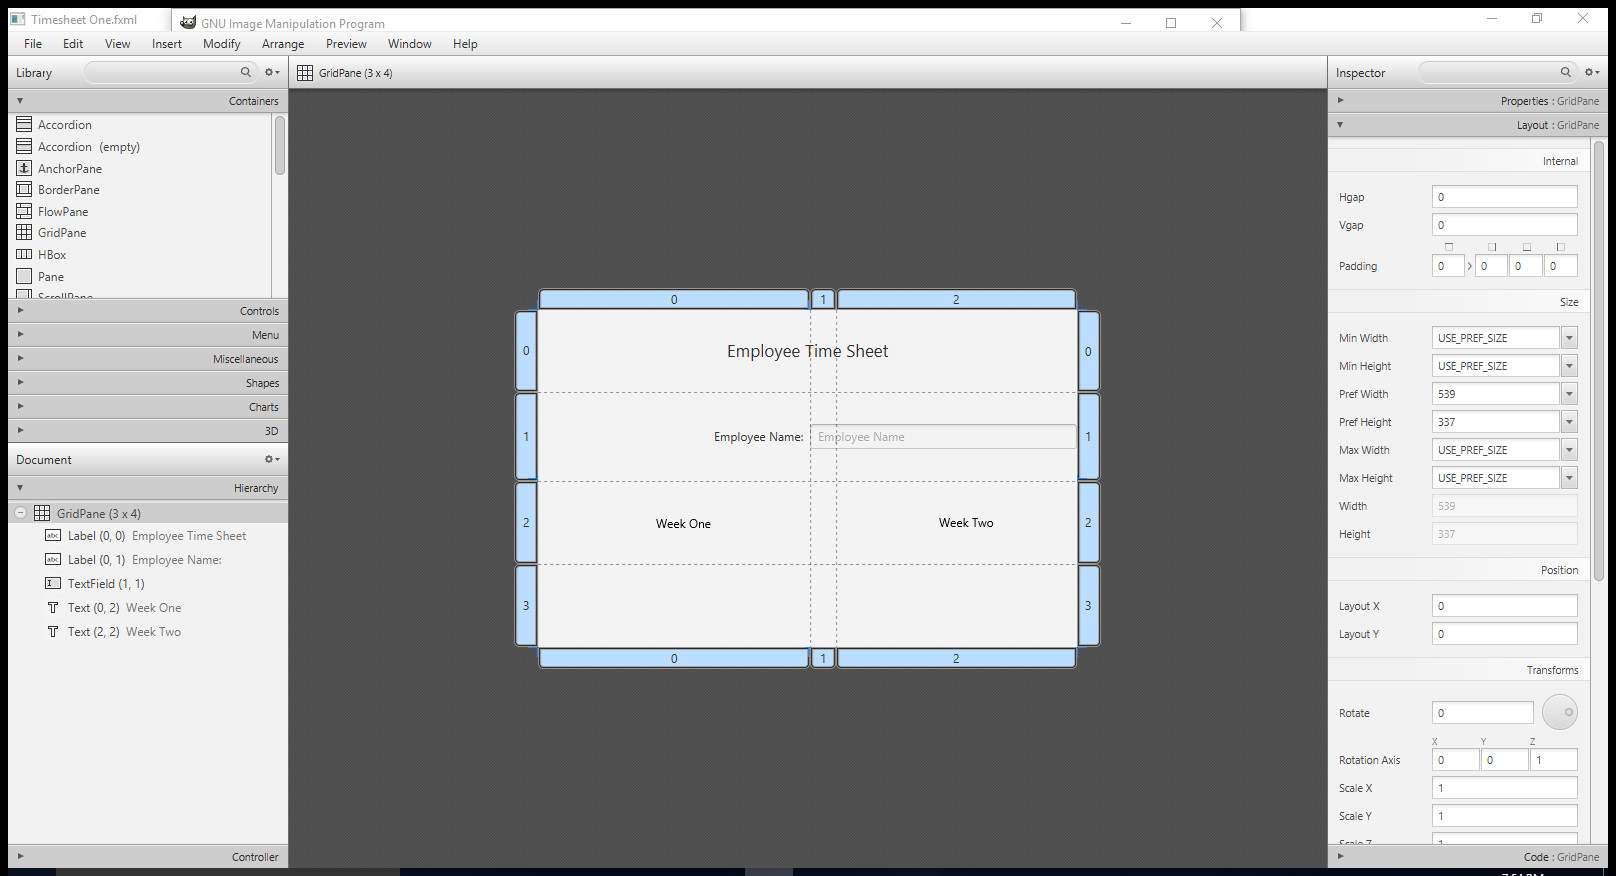 Timesheet One.fxml
GNU Image Manipulation Program
File Edit View Insert Modify Arrange Preview Window Help
Library
GridPane (3 x 4)
Inspector
Containers
Properties : GridPane
Accordion
Layout : GridPane
Accordion (empty)
Internal
AnchorPane
BorderPane
Hgap 0
FlowPane
Vgap 0
GridPane
HBox
Padding 0 0 0 0
Pane
ScrollPane
0 1 2
Size
Controls
Menu
Min Width USE_PREF_SIZE
0 Employee Time Sheet 0
Miscellaneous
Min Height USE_PREF_SIZE
Shapes
Pref Width 539
Charts
Pref Height 337
3D
1 Employee Name: Employee Name 1
Max Width USE_PREF_SIZE
Document
Max Height USE_PREF_SIZE
Hierarchy
Width 539
GridPane (3 x 4)
2 Week One Week Two 2
Height 337
Label (0, 0) Employee Time Sheet
Label (0, 1) Employee Name:
Position
TextField (1, 1)
3 3
Layout X 0
Text (0, 2) Week One
Layout Y 0
Text (2, 2) Week Two
0 1 2
Transforms
Rotate 0
X Y Z
Rotation Axis 0 0 1
Scale X 1
Scale Y 1
Scale Z 1
Controller
Code : GridPane
7:54 PM